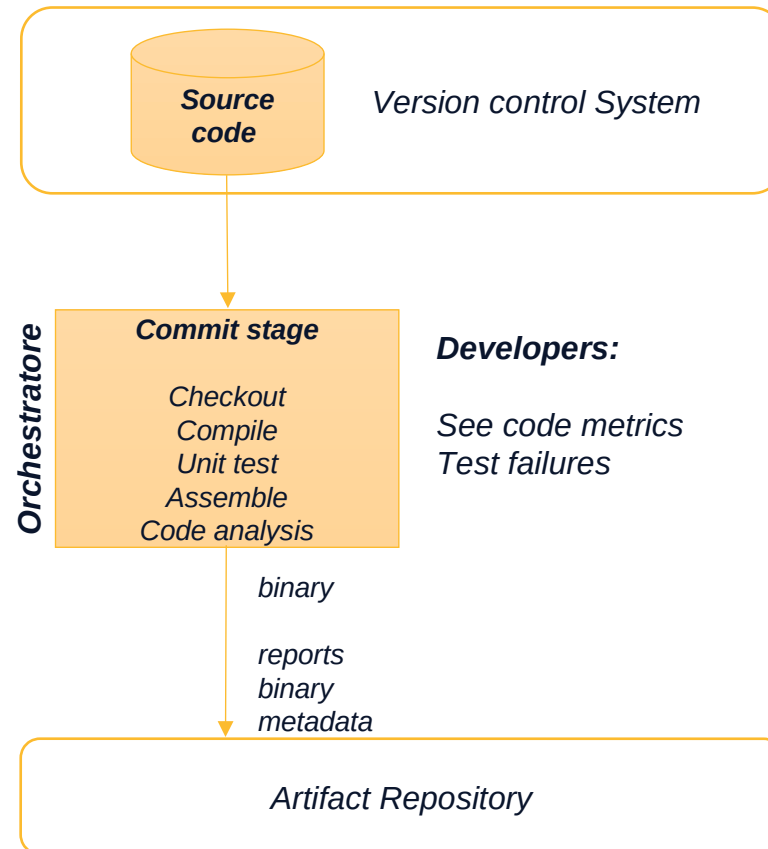 Source
code
Version control System
Orchestratore
Commit stage
Checkout
Compile
Unit test
Assemble
Code analysis
Developers:
See code metrics
Test failures
binary
reports
binary
metadata
Artifact Repository